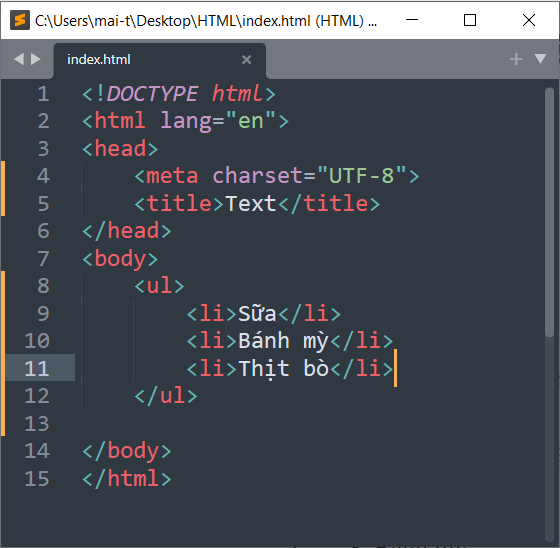 C:\Users\mai-t\Desktop\HTML\index.html (HTML) ...
index.html
1 <!DOCTYPE html>
2 <html lang="en">
3 <head>
4 <meta charset="UTF-8">
5 <title>Text</title>
6 </head>
7 <body>
8 <ul>
9 <li>Sữa</li>
10 <li>Bánh mỳ</li>
11 <li>Thịt bò</li>
12 </ul>
13
14 </body>
15 </html>